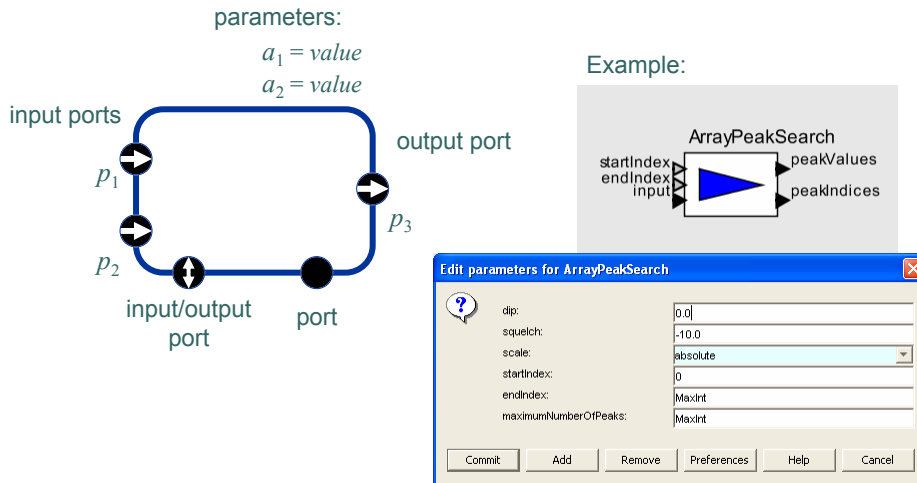 parameters:
a1 = value
a2 = value
input ports
output port
p1
p2
p3
input/output
port
port
Example:
ArrayPeakSearch
startIndex
endIndex
input
peakValues
peakIndices
Edit parameters for ArrayPeakSearch
?
dip: 0.0
squelch: -10.0
scale: absolute
startIndex: 0
endIndex: MaxInt
maximumNumberOfPeaks: MaxInt
Commit Add Remove Preferences Help Cancel